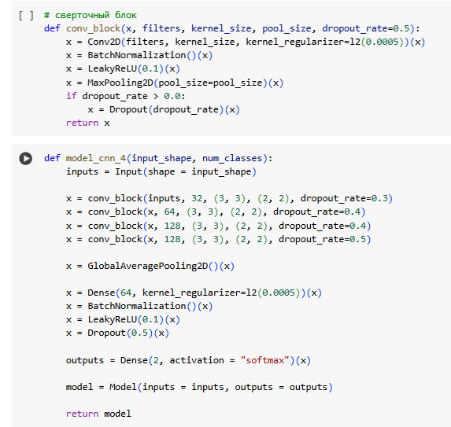 [ ] # сверточный блок
def conv_block(x, filters, kernel_size, pool_size, dropout_rate=0.5):
x = Conv2D(filters, kernel_size, kernel_regularizer=l2(0.0005))(x)
x = BatchNormalization()(x)
x = LeakyReLU(0.1)(x)
x = MaxPooling2D(pool_size=pool_size)(x)
if dropout_rate > 0.0:
x = Dropout(dropout_rate)(x)
return x
def model_cnn_4(input_shape, num_classes):
inputs = Input(shape = input_shape)
x = conv_block(inputs, 32, (3, 3), (2, 2), dropout_rate=0.3)
x = conv_block(x, 64, (3, 3), (2, 2), dropout_rate=0.4)
x = conv_block(x, 128, (3, 3), (2, 2), dropout_rate=0.4)
x = conv_block(x, 128, (3, 3), (2, 2), dropout_rate=0.5)
x = GlobalAveragePooling2D()(x)
x = Dense(64, kernel_regularizer=l2(0.0005))(x)
x = BatchNormalization()(x)
x = LeakyReLU(0.1)(x)
x = Dropout(0.5)(x)
outputs = Dense(2, activation = "softmax")(x)
model = Model(inputs = inputs, outputs = outputs)
return model